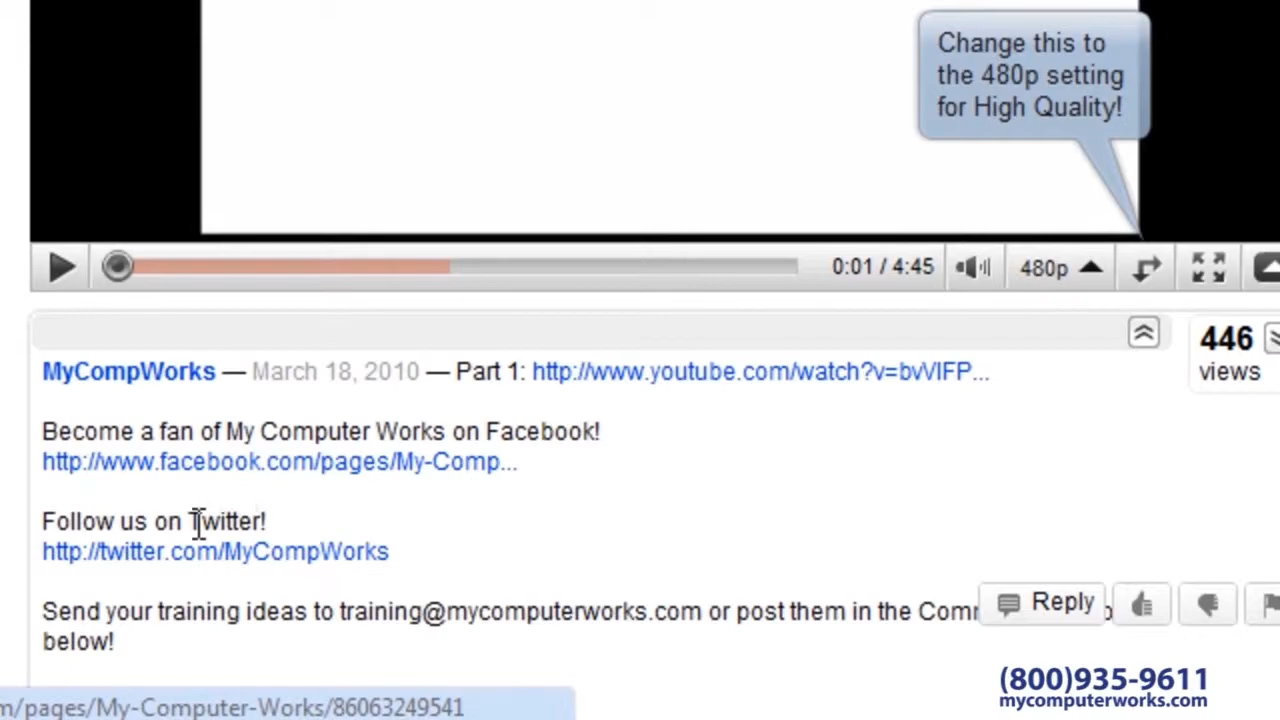 Change this to
the 480p setting
for High Quality!
0:01 / 4:45
480p
MyCompWorks — March 18, 2010 — Part 1: http://www.youtube.com/watch?v=bvVIFP...
446
views
Become a fan of My Computer Works on Facebook!
http://www.facebook.com/pages/My-Comp...
Follow us on Twitter!
http://twitter.com/MyCompWorks
Send your training ideas to training@mycomputerworks.com or post them in the
Reply
below!
(800)935-9611
mycomputerworks.com
/pages/My-Computer-Works/86063249541